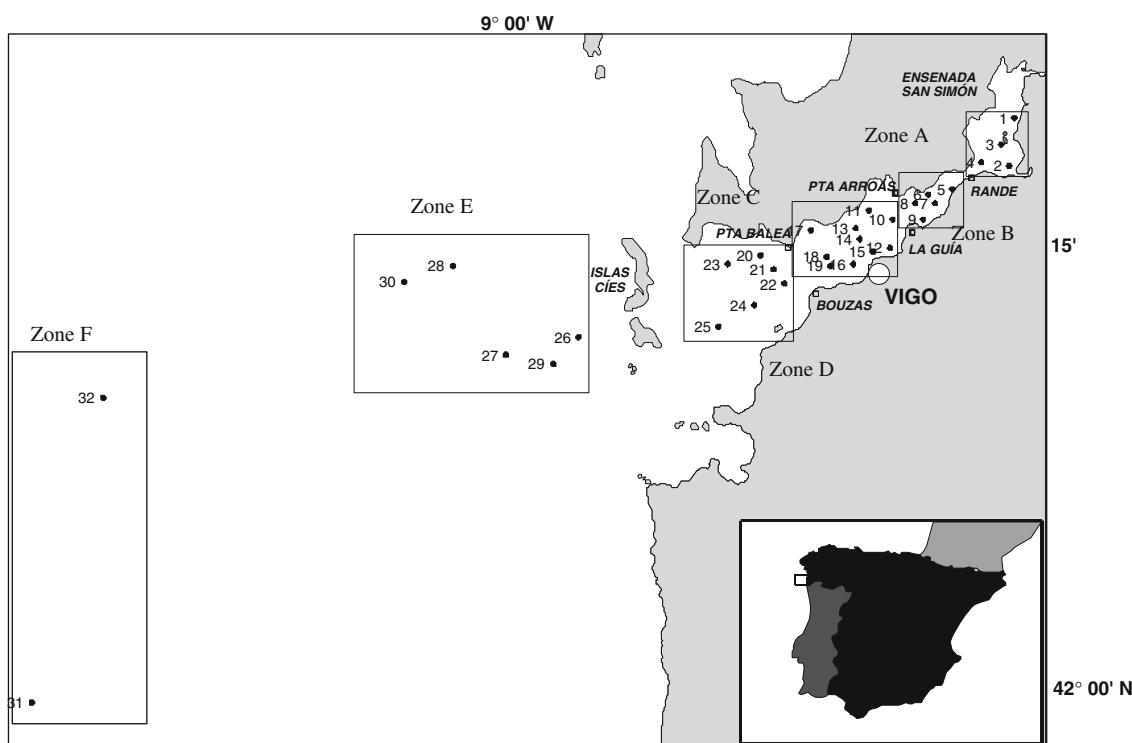 9° 00' W
ENSENADA
SAN SIMÓN
1
Zone A
3
4
2
PTA ARROAS
5
RANDE
6
8
7
Zone C
11
10
9
Zone B
Zone E
PTA BALEA
7
13
14
12
LA GUÍA
15'
20
18
15
28
23
21
19
16
ISLAS
CÍES
30
22
VIGO
24
BOUZAS
25
Zone F
26
27
29
Zone D
32
42° 00' N
31